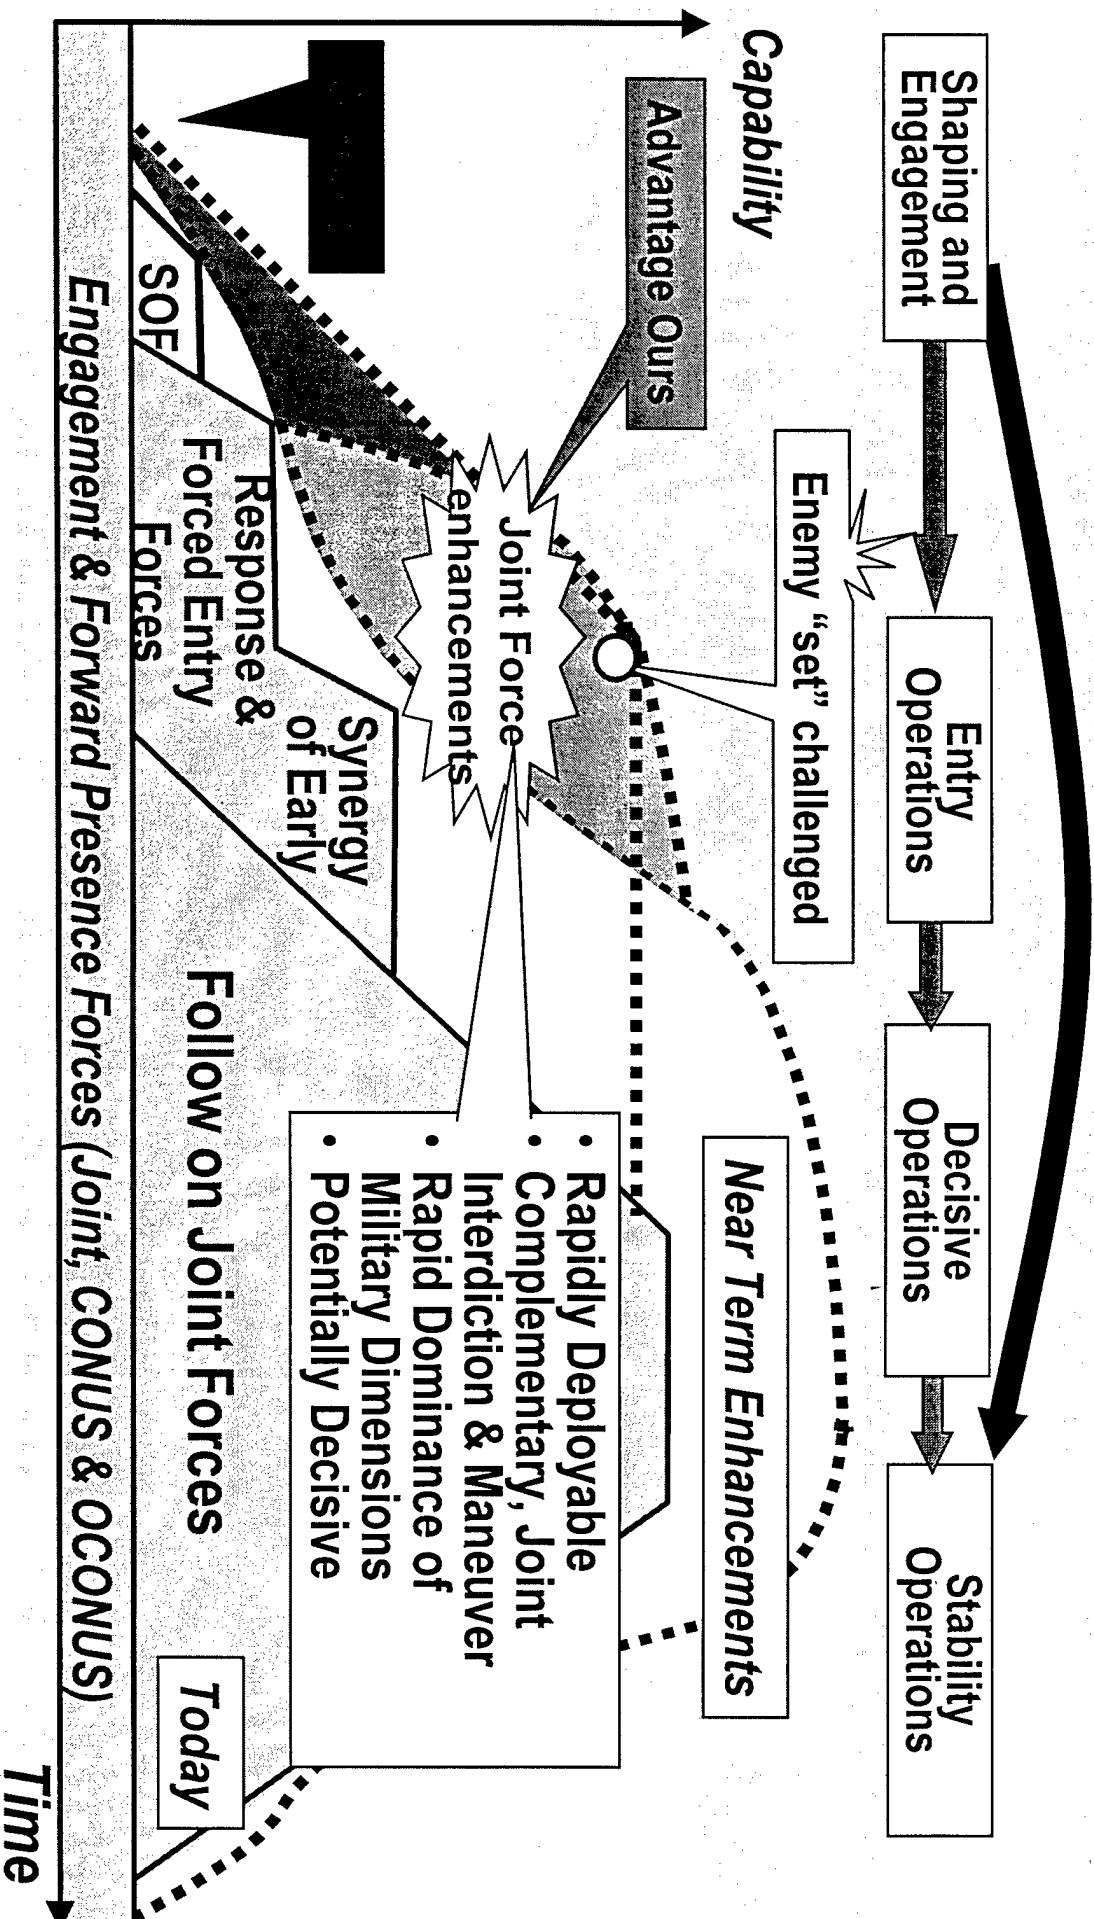 Shaping and
Engagement
Entry
Operations
Decisive
Operations
Stability
Operations
Enemy “set” challenged
Capability
Advantage Ours
Near Term Enhancements
Joint Force
enhancements
• Rapidly Deployable
• Complementary, Joint
Interdiction & Maneuver
• Rapid Dominance of
Military Dimensions
• Potentially Decisive
Synergy
of Early
Response &
Forced Entry
Forces
SOF
Follow on Joint Forces
Today
Engagement & Forward Presence Forces (Joint, CONUS & OCONUS)
Time